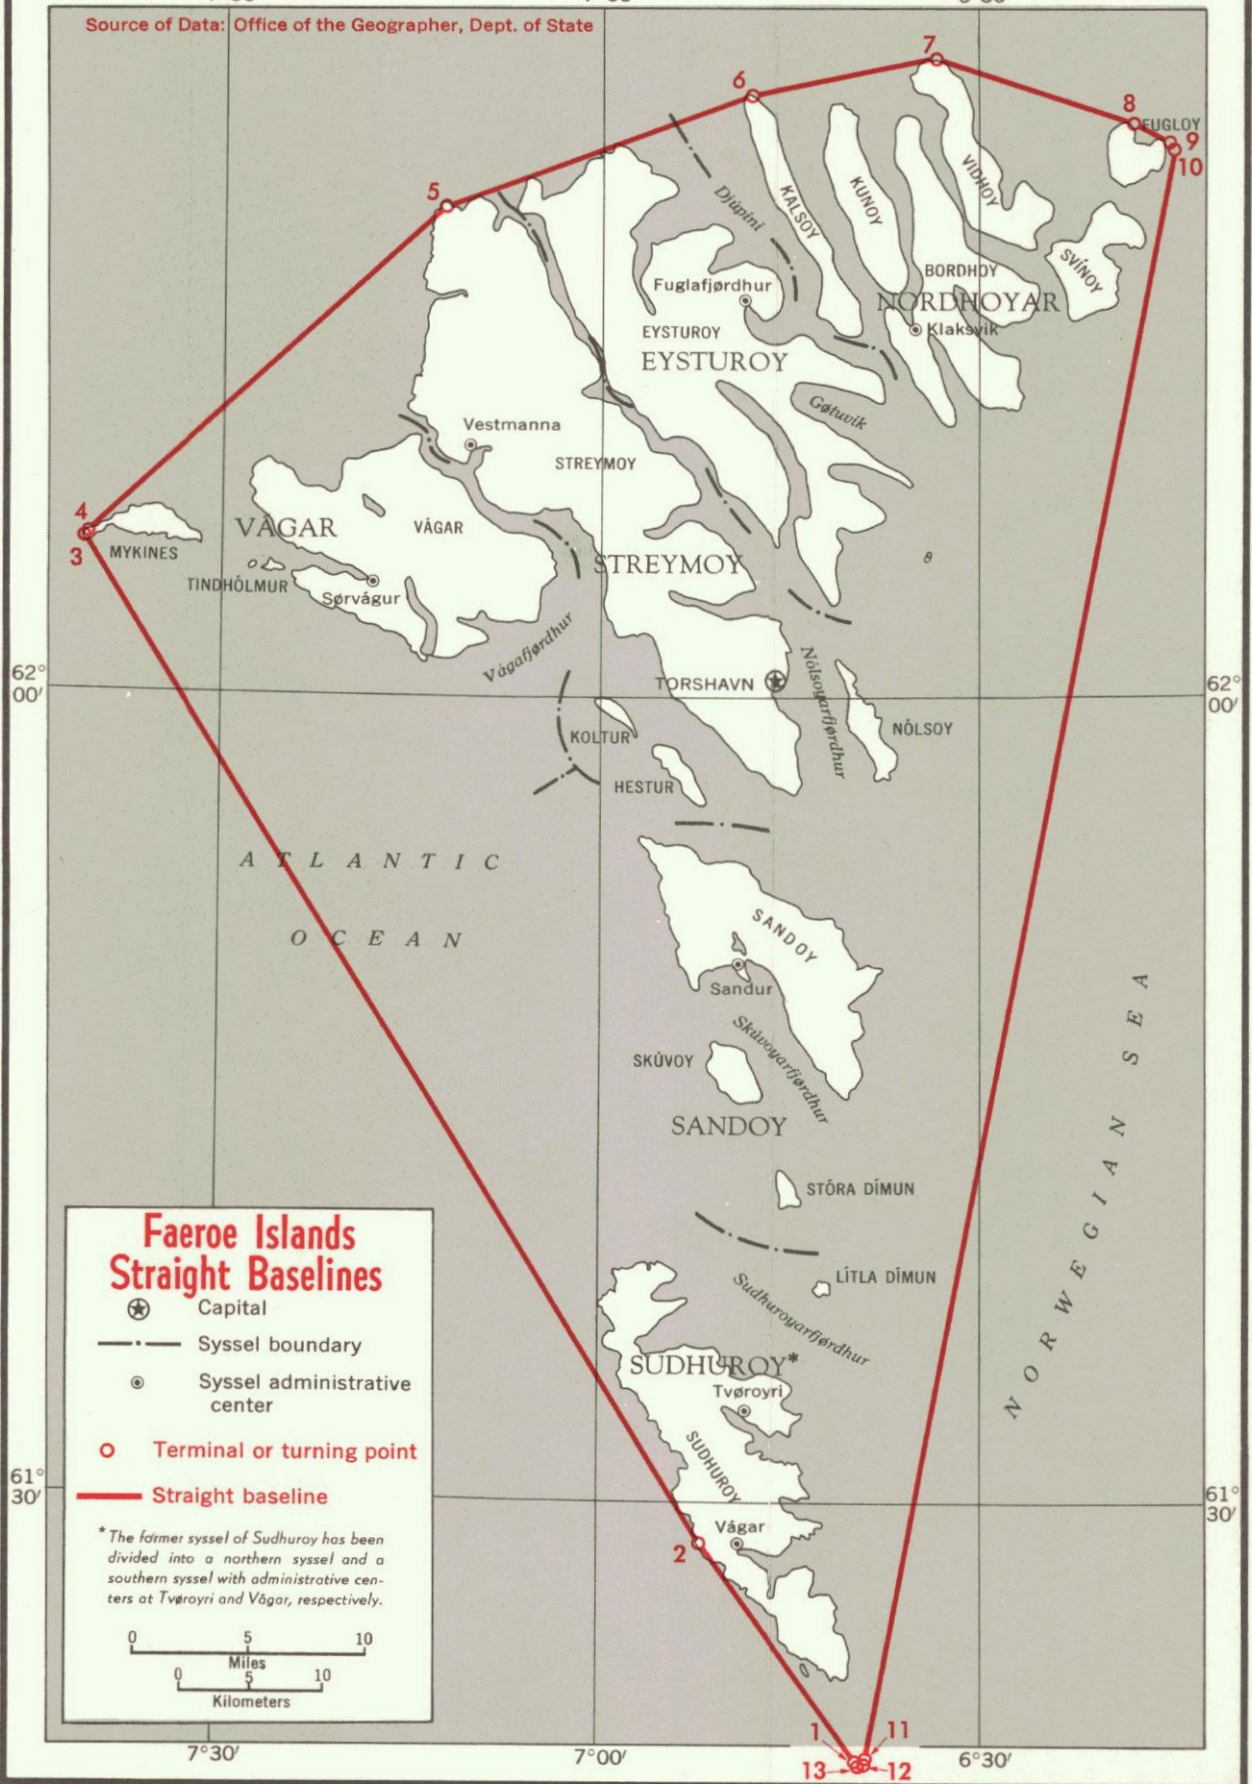 Source of Data: Office of the Geographer, Dept. of State
7
6
8
FUGLOY
9
10
5
Djúpini
KALSOY
KUNOY
VIDHOY
SVÍNOY
BORDHOY
Fuglafjørdhur
NORDHOYAR
Klaksvik
EYSTUROY
EYSTUROY
Gøtuvik
Vestmanna
STREYMOY
4
3
MYKINES
VÁGAR
VÁGAR
TINDHÓLMUR
Sørvágur
STREYMOY
Vágafjørdhur
62°
00′
TORSHAVN
Nólsoyarfjørdhur
62°
00′
KOLTUR
NÓLSOY
HESTUR
ATLANTIC
OCEAN
SANDOY
Sandur
Skúvoyarfjørdhur
SKÚVOY
SANDOY
NORWEGIAN SEA
STÓRA DÍMUN
LÍTLA DÍMUN
Sudhuroyarfjørdhur
SUDHUROY*
Tvøroyri
SUDHUROY
61°
30′
61°
30′
Vágar
2
Faeroe Islands
Straight Baselines
Capital
Syssel boundary
Syssel administrative
center
Terminal or turning point
Straight baseline
* The former syssel of Sudhuroy has been
divided into a northern syssel and a
southern syssel with administrative cen-
ters at Tvøroyri and Vágar, respectively.
0 5 10
Miles
0 5 10
Kilometers
7°30′
7°00′
6°30′
1
11
13
12